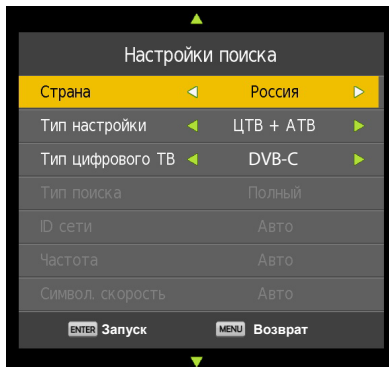 Настройки поиска
Страна Россия
Тип настройки ЦТВ + АТВ
Тип цифрового ТВ DVB-C
Тип поиска Полный
ID сети Авто
Частота Авто
Символ. скорость Авто
ENTER Запуск MENU Возврат